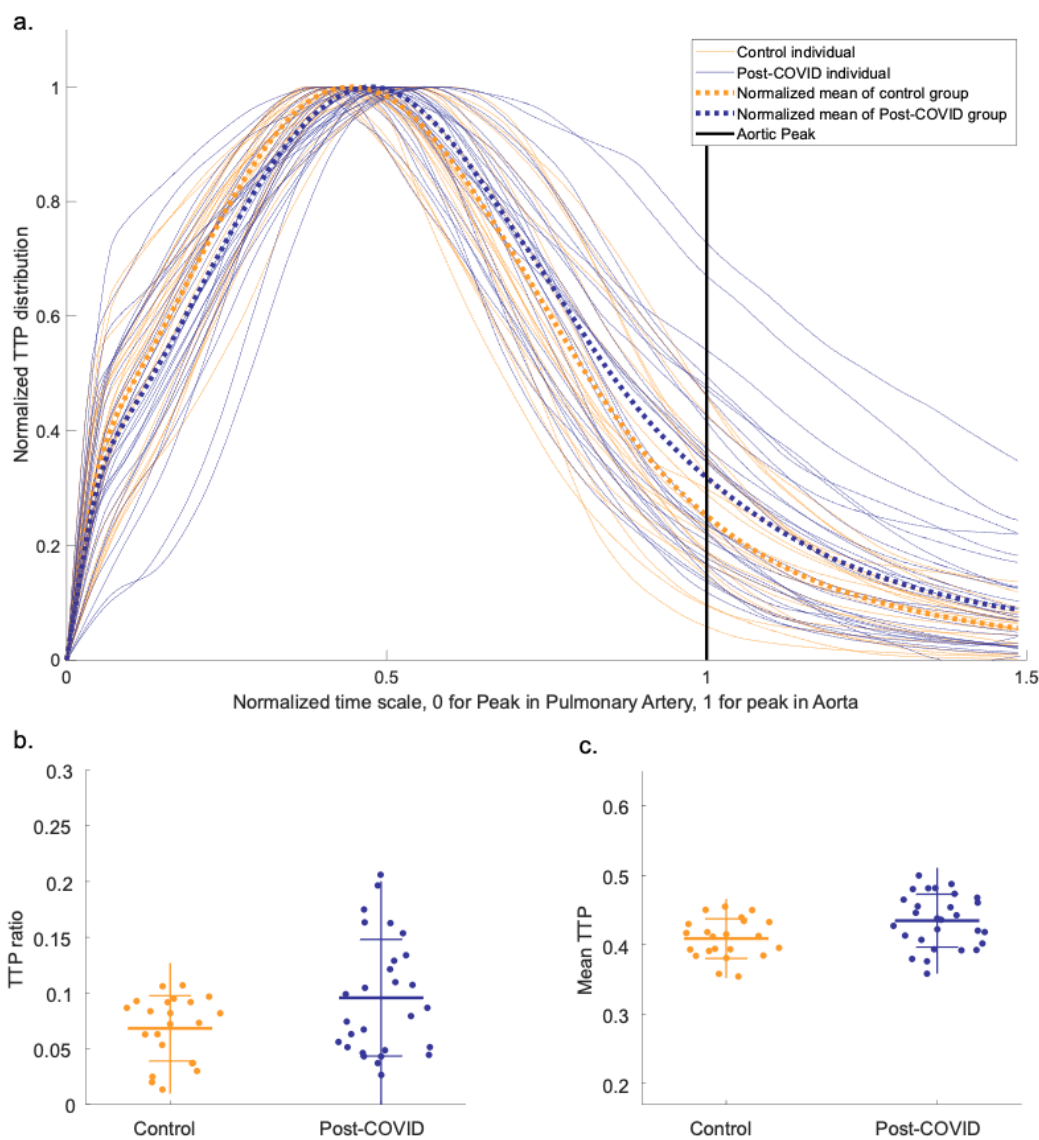 a.
Control individual
Post-COVID individual
Normalized mean of control group
Normalized mean of Post-COVID group
Aortic Peak
Normalized TTP distribution
1
0.8
0.6
0.4
0.2
0
0
0.5
1
1.5
Normalized time scale, 0 for Peak in Pulmonary Artery, 1 for peak in Aorta
b.
TTP ratio
0.3
0.25
0.2
0.15
0.1
0.05
0
Control
Post-COVID
c.
Mean TTP
0.6
0.5
0.4
0.3
0.2
Control
Post-COVID